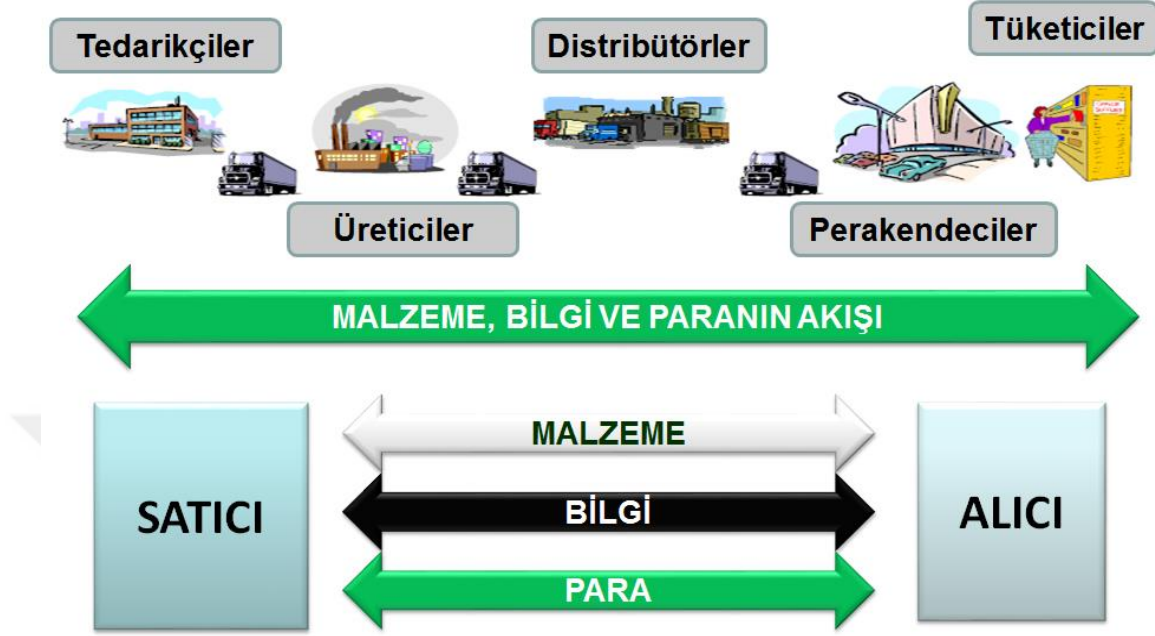 Tedarikçiler
Distribütörler
Tüketiciler
Üreticiler
Perakendeciler
MALZEME, BİLGİ VE PARANIN AKIŞI
SATICI
MALZEME
BİLGİ
PARA
ALICI